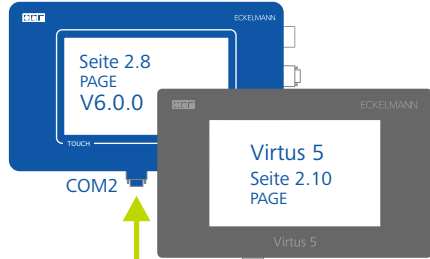 ECKELMANN
Seite 2.8
PAGE
V6.0.0
TOUCH
COM2
ECKELMANN
Virtus 5
Seite 2.10
PAGE
Virtus 5